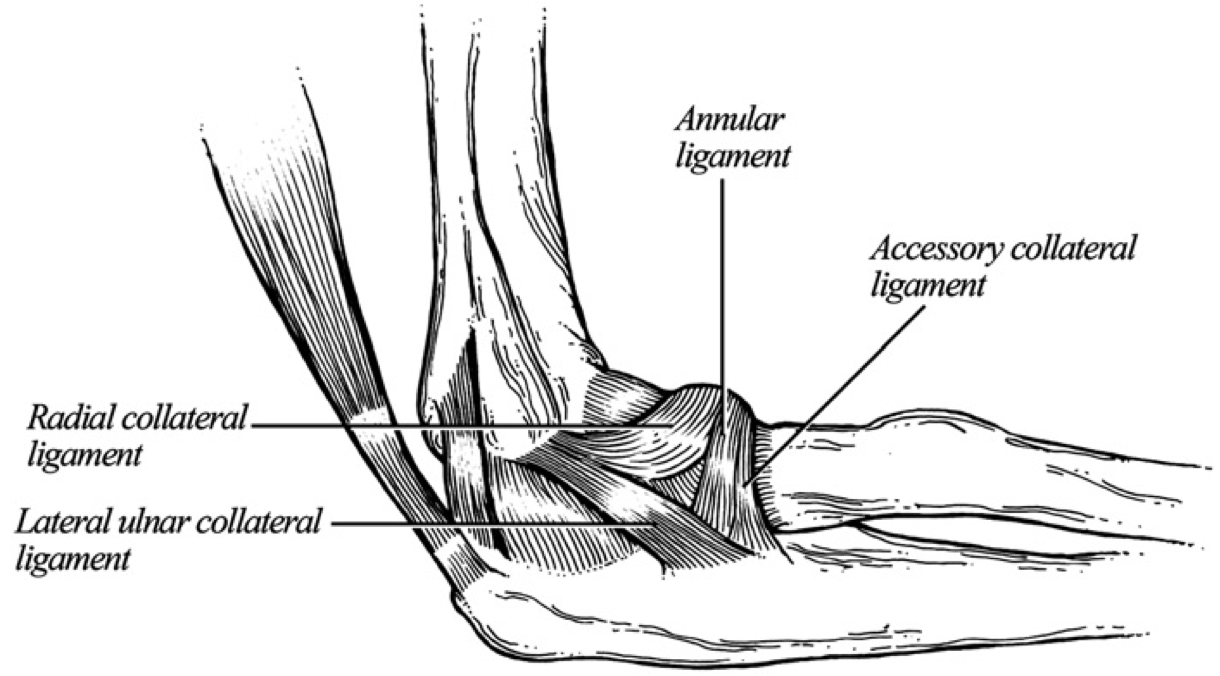 Annular
ligament
Accessory collateral
ligament
Radial collateral
ligament
Lateral ulnar collateral
ligament